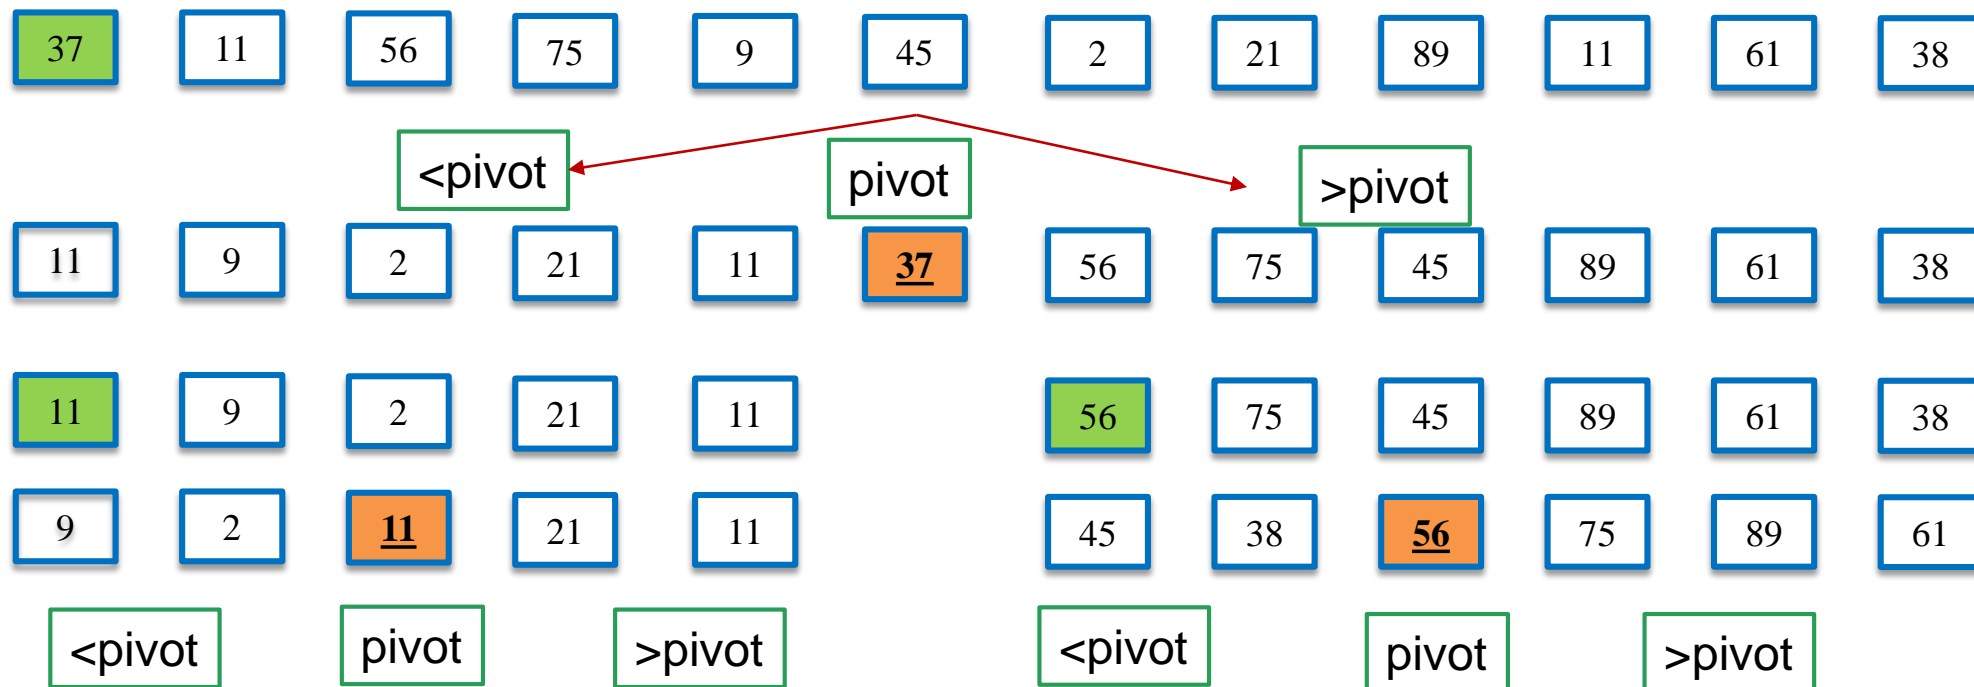 37 11 56 75 9 45 2 21 89 11 61 38
<pivot pivot >pivot
11 9 2 21 11 37 56 75 45 89 61 38
11 9 2 21 11 56 75 45 89 61 38
9 2 11 21 11 45 38 56 75 89 61
<pivot pivot >pivot <pivot pivot >pivot